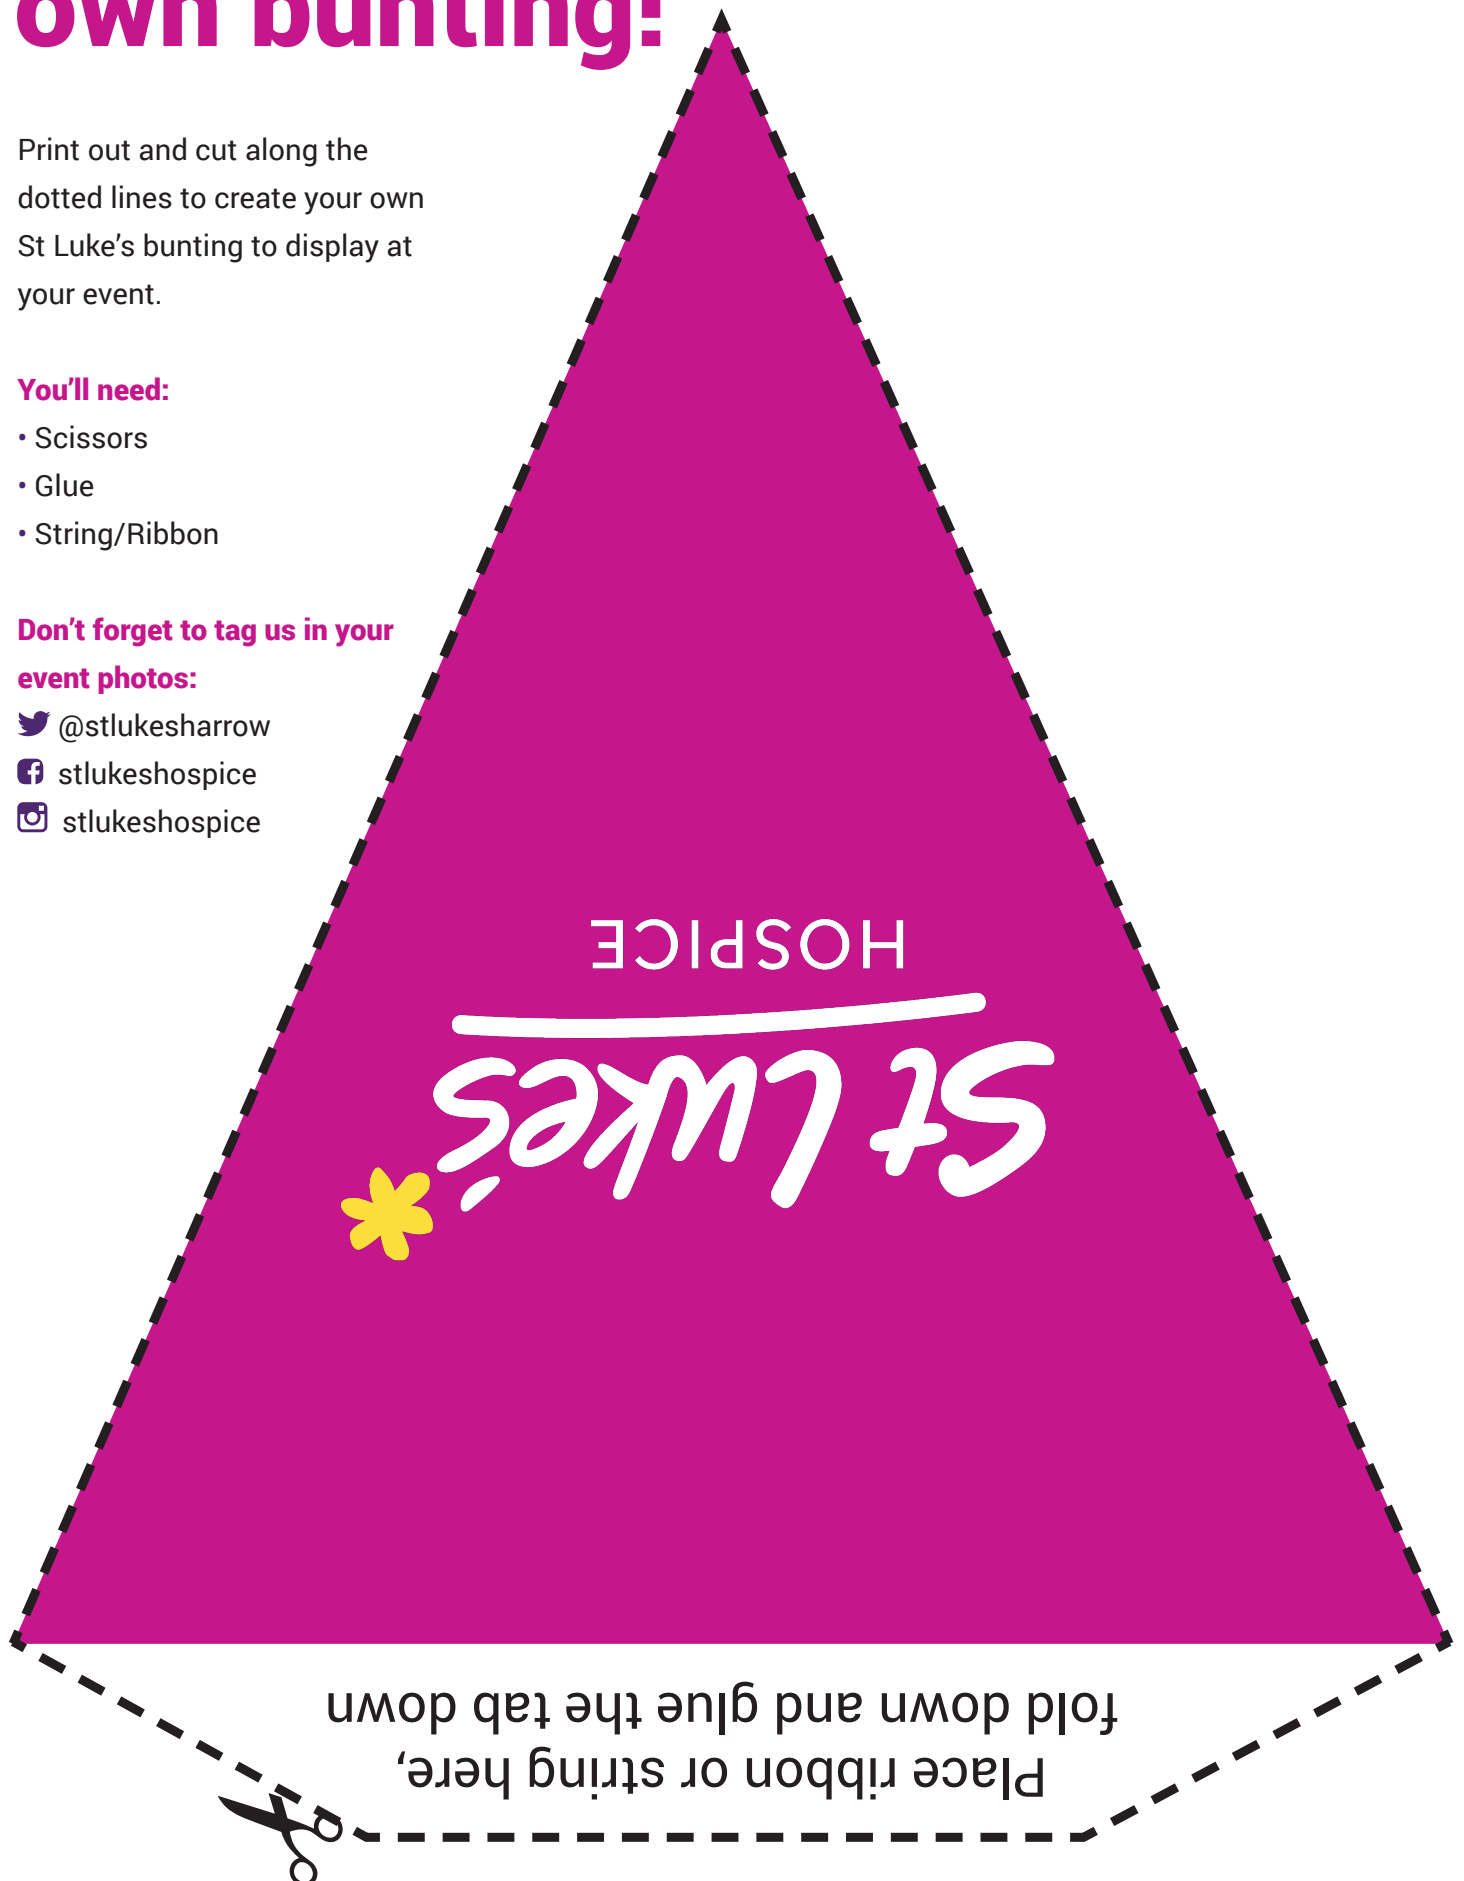 own bunting!
Print out and cut along the
dotted lines to create your own
St Luke's bunting to display at
your event.
You'll need:
• Scissors
• Glue
• String/Ribbon
Don't forget to tag us in your
event photos:
@stlukesharrow
stlukeshospice
stlukeshospice
St Luke's
HOSPICE
Place ribbon or string here,
fold down and glue the tab down